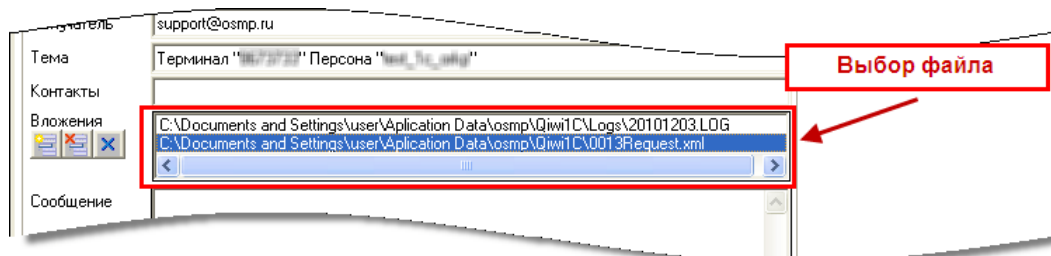 support@osmp.ru
Тема
Терминал " " Персона " "
Выбор файла
Контакты
Вложения
C:\Documents and Settings\user\Aplication Data\osmp\Qiwi1C\Logs\20101203.LOG
C:\Documents and Settings\user\Aplication Data\osmp\Qiwi1C\0013Request.xml
Сообщение